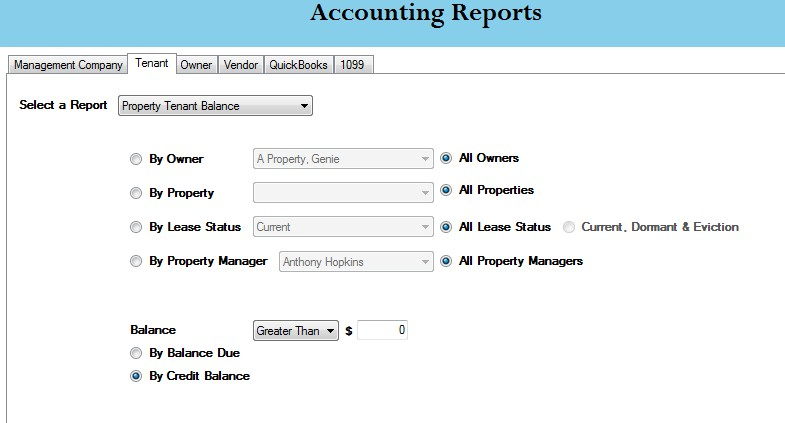 Accounting Reports
Management Company Tenant Owner Vendor QuickBooks 1099
Select a Report Property Tenant Balance
By Owner A Property, Genie All Owners
By Property All Properties
By Lease Status Current All Lease Status Current, Dormant & Eviction
By Property Manager Anthony Hopkins All Property Managers
Balance Greater Than $ 0
By Balance Due
By Credit Balance